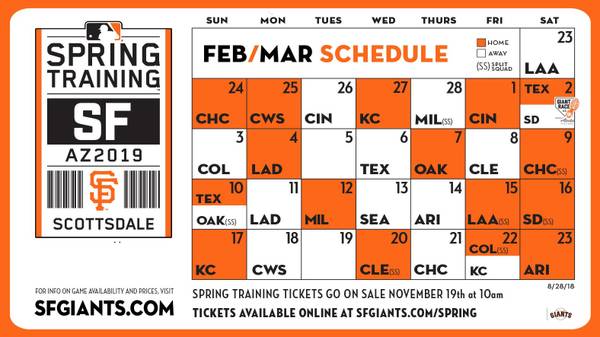 SPRING
TRAINING
SF
AZ2019
SF
SCOTTSDALE
FOR INFO ON GAME AVAILABILITY AND PRICES, VISIT
SFGIANTS.COM
SUN MON TUES WED THURS FRI SAT
FEB/MAR SCHEDULE
HOME
AWAY
(SS) SPLIT SQUAD
23
LAA
24 25 26 27 28 1 TEX 2
CHC CWS CIN KC MIL(SS) CIN SD
GIANT RACE
3 4 5 6 7 8 9
COL LAD TEX OAK CLE CHC(SS)
TEX 10 11 12 13 14 15 16
OAK(SS) LAD MIL SEA ARI LAA(SS) SD(SS)
17 18 19 20 21 COL(SS) 22 23
KC CWS CLE(SS) KC ARI
8/28/18
SPRING TRAINING TICKETS GO ON SALE NOVEMBER 19th at 10am
TICKETS AVAILABLE ONLINE AT SFGIANTS.COM/SPRING
GIANTS